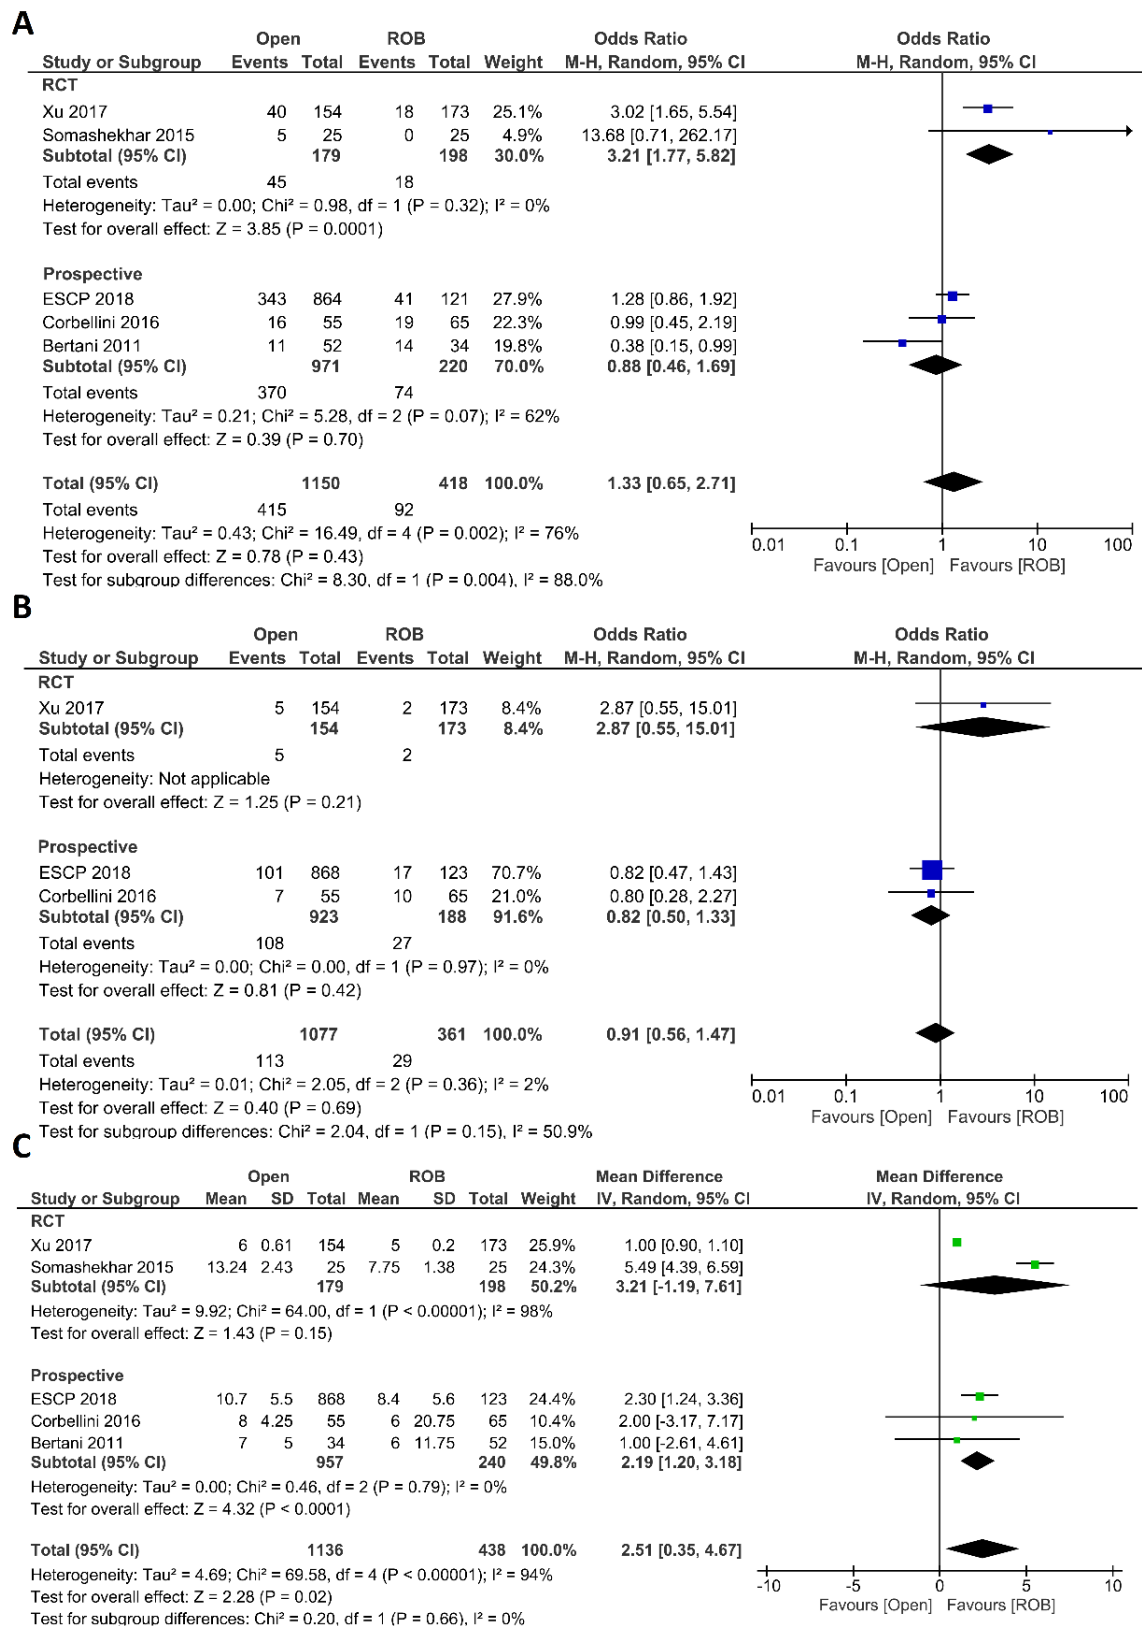 A
Open ROB Odds Ratio Odds Ratio
Study or Subgroup Events Total Events Total Weight M-H, Random, 95% CI M-H, Random, 95% CI
RCT
Xu 2017 40 154 18 173 25.1% 3.02 [1.65, 5.54]
Somashekhar 2015 5 25 0 25 4.9% 13.68 [0.71, 262.17]
Subtotal (95% CI) 179 198 30.0% 3.21 [1.77, 5.82]
Total events 45 18
Heterogeneity: Tau² = 0.00; Chi² = 0.98, df = 1 (P = 0.32); I² = 0%
Test for overall effect: Z = 3.85 (P = 0.0001)
Prospective
ESCP 2018 343 864 41 121 27.9% 1.28 [0.86, 1.92]
Corbellini 2016 16 55 19 65 22.3% 0.99 [0.45, 2.19]
Bertani 2011 11 52 14 34 19.8% 0.38 [0.15, 0.99]
Subtotal (95% CI) 971 220 70.0% 0.88 [0.46, 1.69]
Total events 370 74
Heterogeneity: Tau² = 0.21; Chi² = 5.28, df = 2 (P = 0.07); I² = 62%
Test for overall effect: Z = 0.39 (P = 0.70)
Total (95% CI) 1150 418 100.0% 1.33 [0.65, 2.71]
Total events 415 92
Heterogeneity: Tau² = 0.43; Chi² = 16.49, df = 4 (P = 0.002); I² = 76%
Test for overall effect: Z = 0.78 (P = 0.43)
Test for subgroup differences: Chi² = 8.30, df = 1 (P = 0.004), I² = 88.0%
0.01 0.1 1 10 100
Favours [Open] Favours [ROB]
B
Open ROB Odds Ratio Odds Ratio
Study or Subgroup Events Total Events Total Weight M-H, Random, 95% CI M-H, Random, 95% CI
RCT
Xu 2017 5 154 2 173 8.4% 2.87 [0.55, 15.01]
Subtotal (95% CI) 154 173 8.4% 2.87 [0.55, 15.01]
Total events 5 2
Heterogeneity: Not applicable
Test for overall effect: Z = 1.25 (P = 0.21)
Prospective
ESCP 2018 101 868 17 123 70.7% 0.82 [0.47, 1.43]
Corbellini 2016 7 55 10 65 21.0% 0.80 [0.28, 2.27]
Subtotal (95% CI) 923 188 91.6% 0.82 [0.50, 1.33]
Total events 108 27
Heterogeneity: Tau² = 0.00; Chi² = 0.00, df = 1 (P = 0.97); I² = 0%
Test for overall effect: Z = 0.81 (P = 0.42)
Total (95% CI) 1077 361 100.0% 0.91 [0.56, 1.47]
Total events 113 29
Heterogeneity: Tau² = 0.01; Chi² = 2.05, df = 2 (P = 0.36); I² = 2%
Test for overall effect: Z = 0.40 (P = 0.69)
Test for subgroup differences: Chi² = 2.04, df = 1 (P = 0.15), I² = 50.9%
0.01 0.1 1 10 100
Favours [Open] Favours [ROB]
C
Open ROB Mean Difference Mean Difference
Study or Subgroup Mean SD Total Mean SD Total Weight IV, Random, 95% CI IV, Random, 95% CI
RCT
Xu 2017 6 0.61 154 5 0.2 173 25.9% 1.00 [0.90, 1.10]
Somashekhar 2015 13.24 2.43 25 7.75 1.38 25 24.3% 5.49 [4.39, 6.59]
Subtotal (95% CI) 179 198 50.2% 3.21 [-1.19, 7.61]
Heterogeneity: Tau² = 9.92; Chi² = 64.00, df = 1 (P < 0.00001); I² = 98%
Test for overall effect: Z = 1.43 (P = 0.15)
Prospective
ESCP 2018 10.7 5.5 868 8.4 5.6 123 24.4% 2.30 [1.24, 3.36]
Corbellini 2016 8 4.25 55 6 20.75 65 10.4% 2.00 [-3.17, 7.17]
Bertani 2011 7 5 34 6 11.75 52 15.0% 1.00 [-2.61, 4.61]
Subtotal (95% CI) 957 240 49.8% 2.19 [1.20, 3.18]
Heterogeneity: Tau² = 0.00; Chi² = 0.46, df = 2 (P = 0.79); I² = 0%
Test for overall effect: Z = 4.32 (P < 0.0001)
Total (95% CI) 1136 438 100.0% 2.51 [0.35, 4.67]
Heterogeneity: Tau² = 4.69; Chi² = 69.58, df = 4 (P < 0.00001); I² = 94%
Test for overall effect: Z = 2.28 (P = 0.02)
Test for subgroup differences: Chi² = 0.20, df = 1 (P = 0.66), I² = 0%
-10 -5 0 5 10
Favours [Open] Favours [ROB]